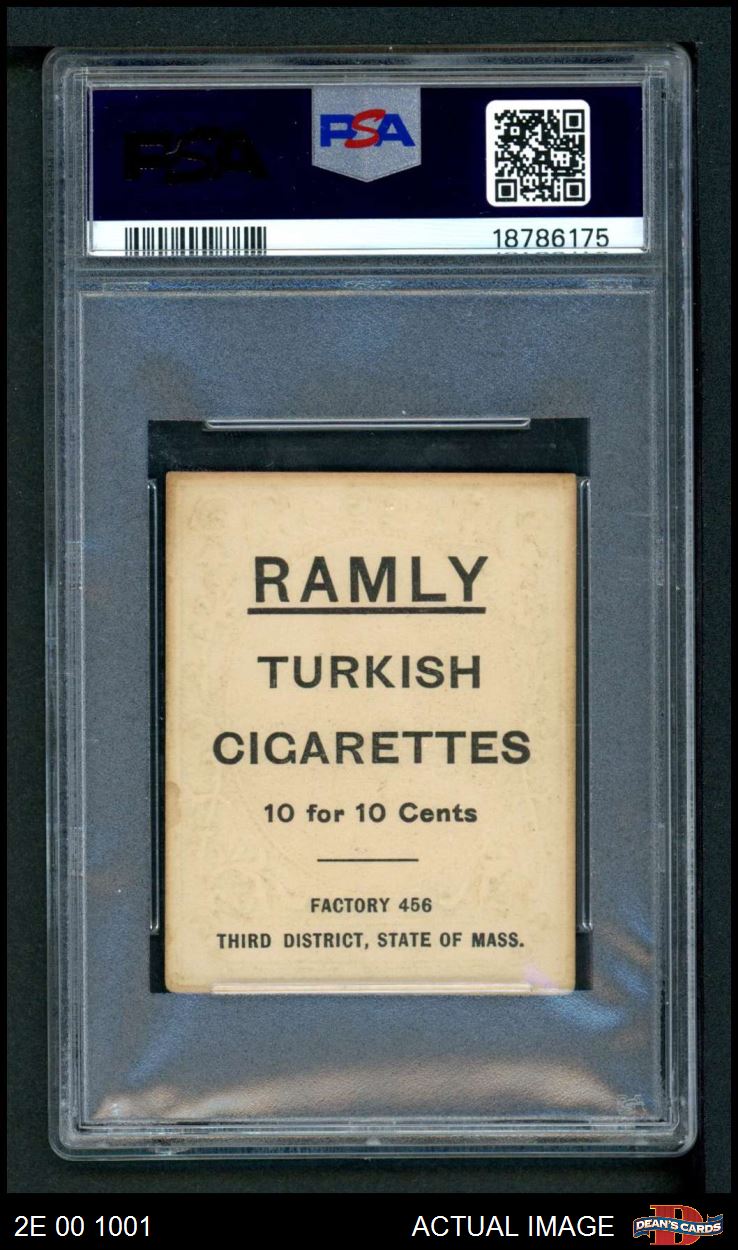 PSA
PSA
18786175
RAMLY
TURKISH
CIGARETTES
10 for 10 Cents
FACTORY 456
THIRD DISTRICT, STATE OF MASS.
2E 00 1001
ACTUAL IMAGE
DEAN'S CARDS